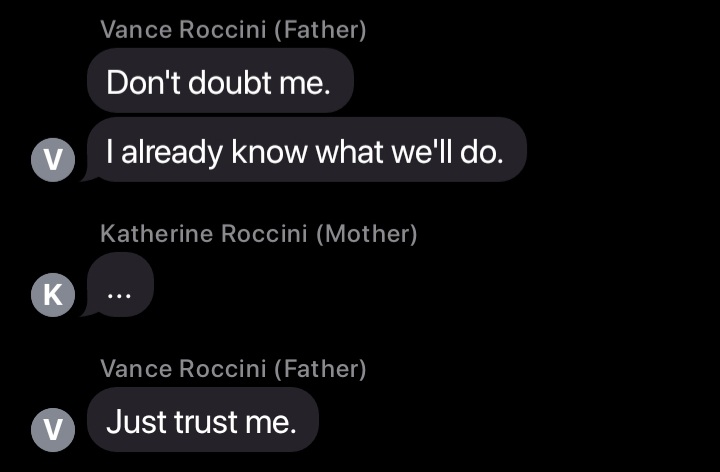 Vance Roccini (Father)
Don't doubt me.
I already know what we'll do.
V
Katherine Roccini (Mother)
...
K
Vance Roccini (Father)
Just trust me.
V